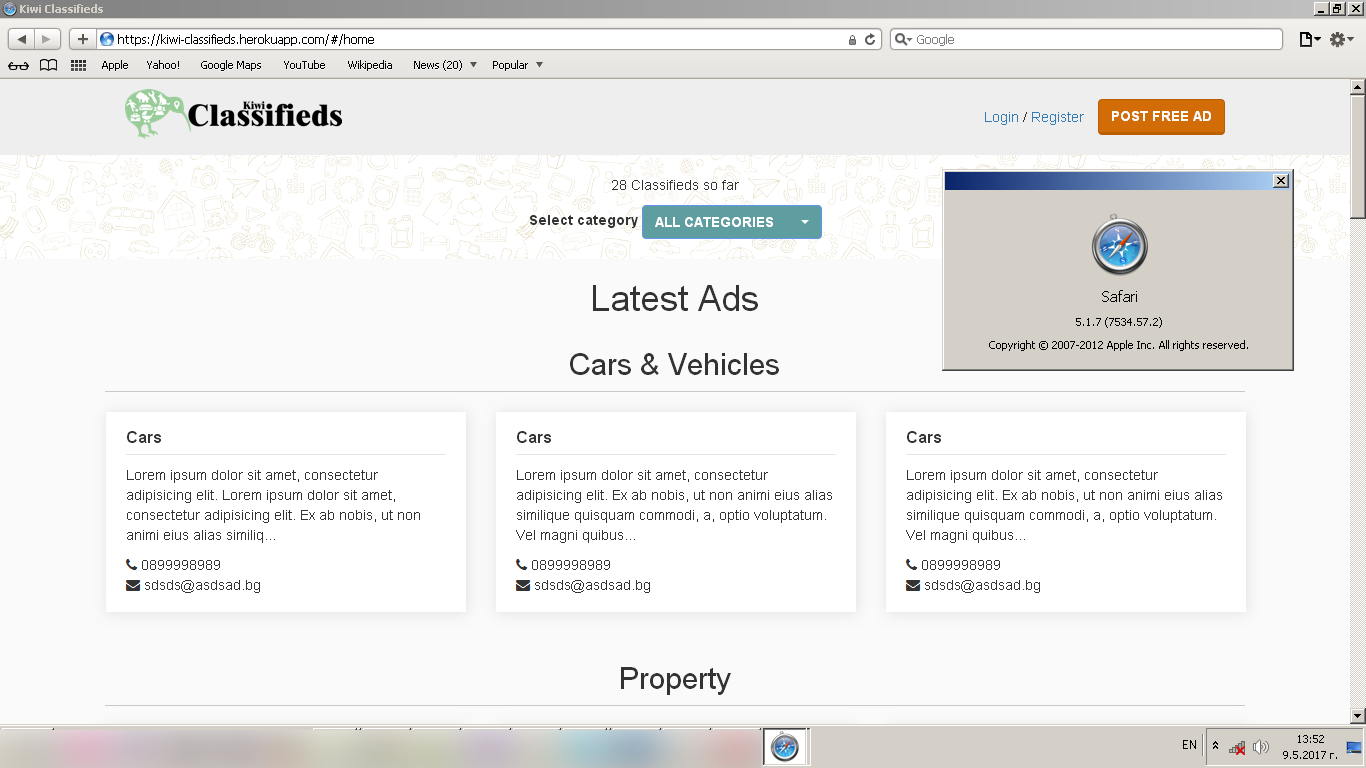 Kiwi Classifieds
https://kiwi-classifieds.herokuapp.com/#/home
Google
Apple Yahoo! Google Maps YouTube Wikipedia News (20) Popular
Kiwi
Classifieds
Login / Register
POST FREE AD
28 Classifieds so far
Select category ALL CATEGORIES
Safari
5.1.7 (7534.57.2)
Copyright © 2007-2012 Apple Inc. All rights reserved.
Latest Ads
Cars & Vehicles
Cars
Lorem ipsum dolor sit amet, consectetur
adipisicing elit. Lorem ipsum dolor sit amet,
consectetur adipisicing elit. Ex ab nobis, ut non
animi eius alias similiq...
0899998989
sdsds@asdsad.bg
Cars
Lorem ipsum dolor sit amet, consectetur
adipisicing elit. Ex ab nobis, ut non animi eius alias
similique quisquam commodi, a, optio voluptatum.
Vel magni quibus...
0899998989
sdsds@asdsad.bg
Cars
Lorem ipsum dolor sit amet, consectetur
adipisicing elit. Ex ab nobis, ut non animi eius alias
similique quisquam commodi, a, optio voluptatum.
Vel magni quibus...
0899998989
sdsds@asdsad.bg
Property
EN
13:52
9.5.2017 г.